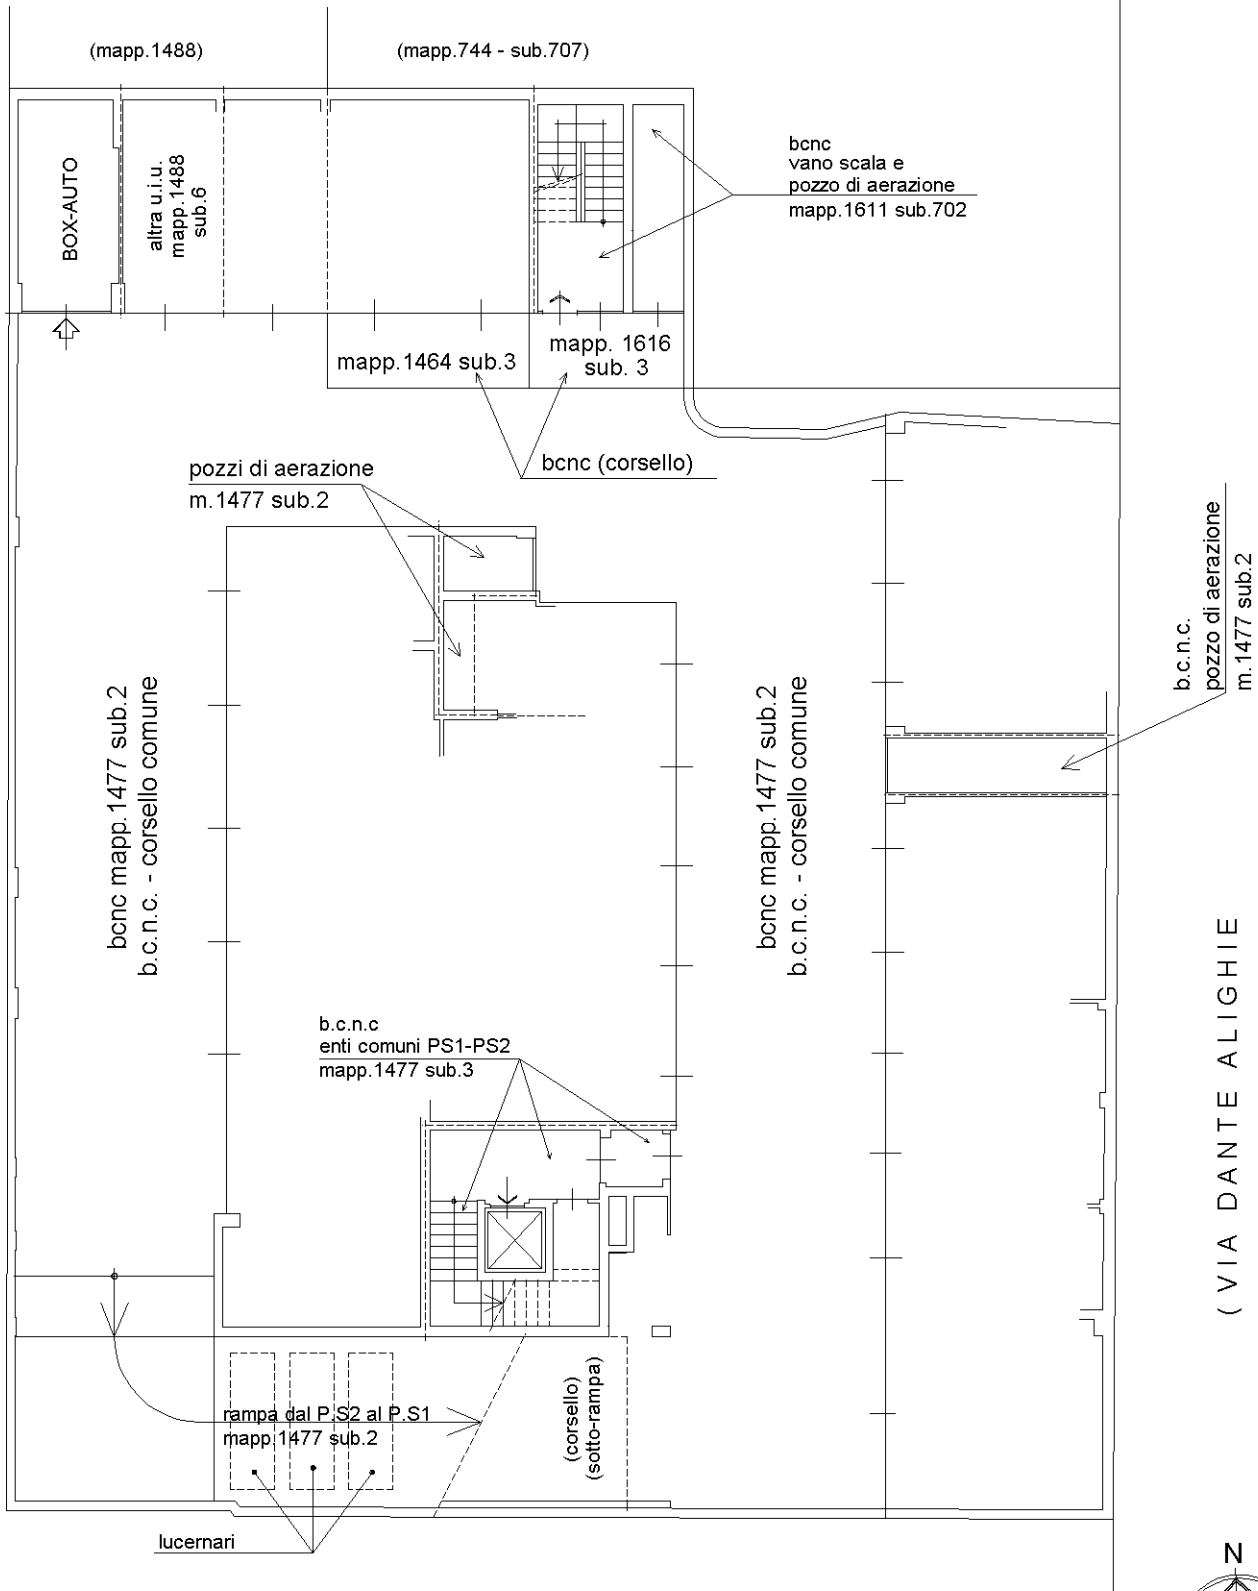 (mapp.1488)
(mapp.744 - sub.707)
BOX-AUTO
altra u.i.u.
mapp.1488
sub.6
bcnc
vano scala e
pozzo di aerazione
mapp.1611 sub.702
mapp.1464 sub.3
mapp. 1616
sub. 3
pozzi di aerazione
m.1477 sub.2
bcnc (corsello)
b.c.n.c.
pozzo di aerazione
m.1477 sub.2
bcnc mapp.1477 sub.2
b.c.n.c. - corsello comune
bcnc mapp.1477 sub.2
b.c.n.c. - corsello comune
b.c.n.c
enti comuni PS1-PS2
mapp.1477 sub.3
(VIA DANTE ALIGHIE
(corsello)
(sotto-rampa)
rampa dal P.S2 al P.S1
mapp.1477 sub.2
lucernari
N